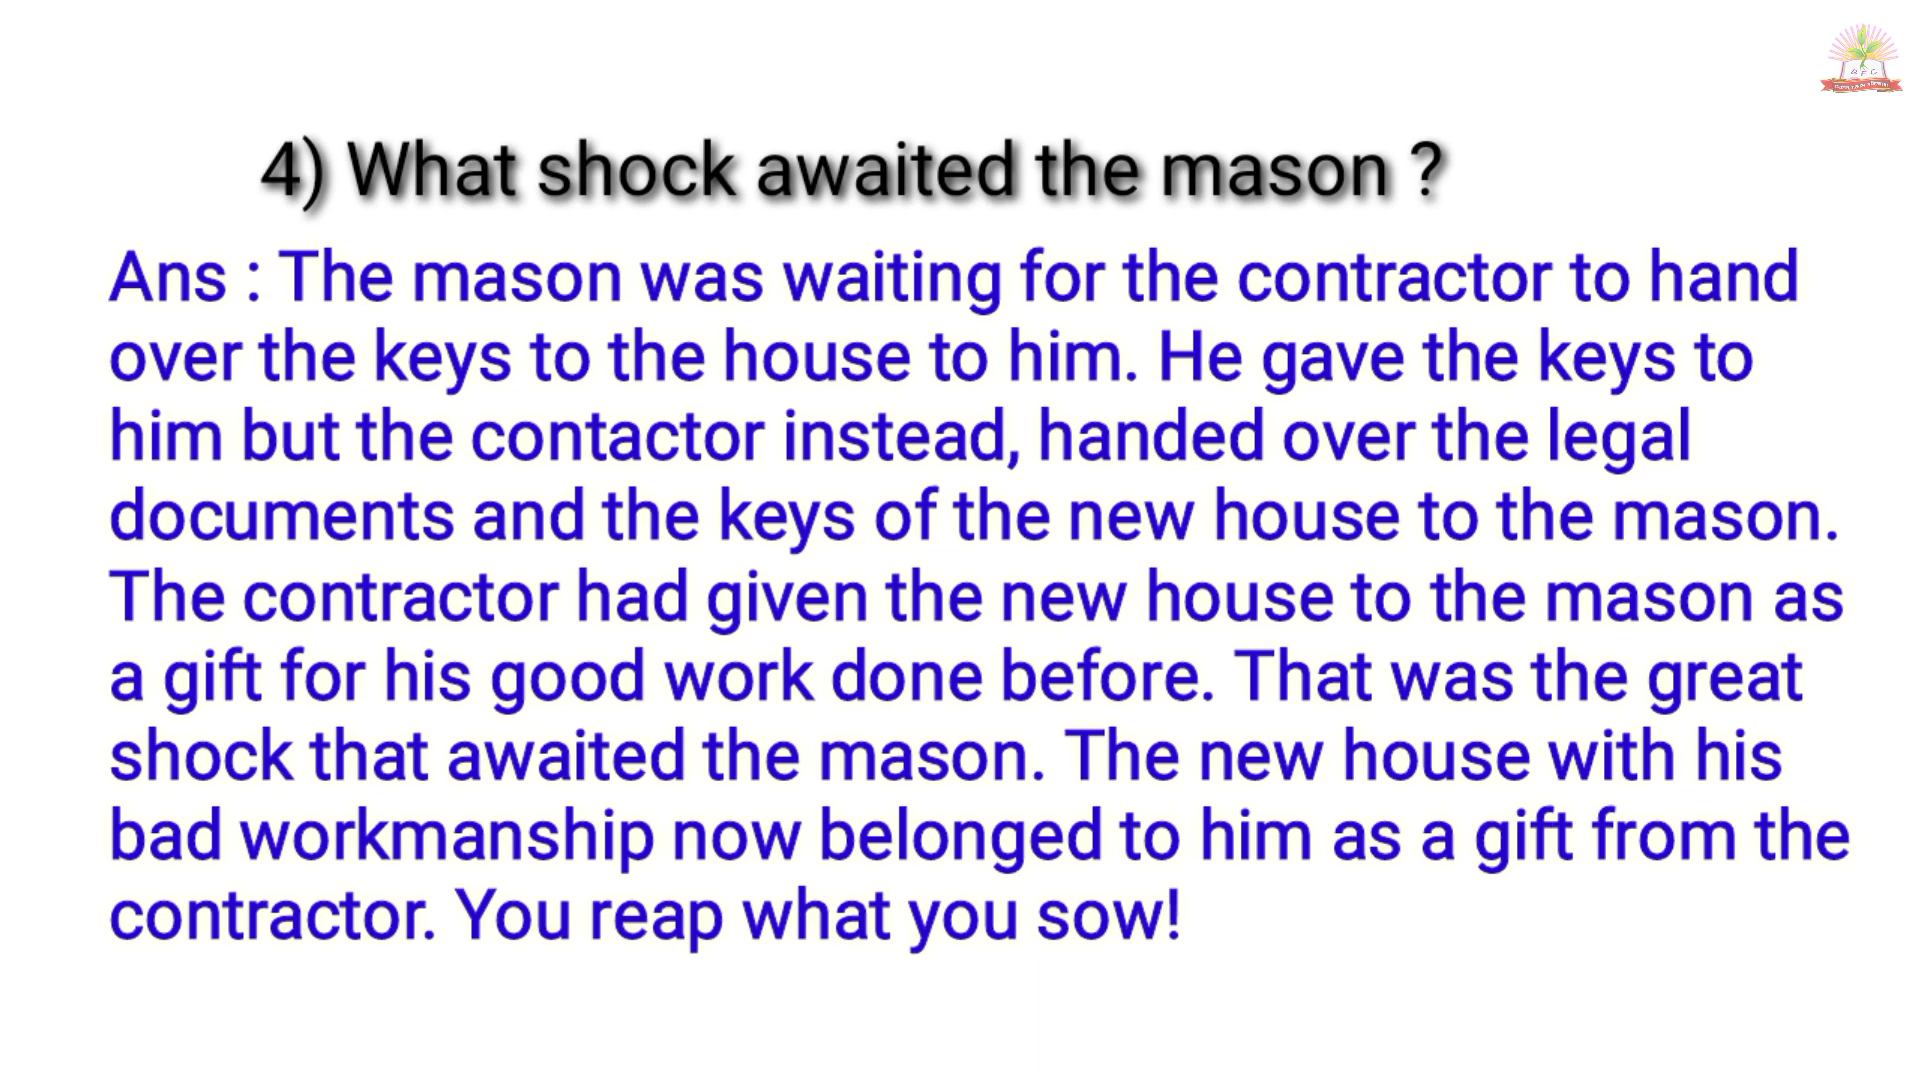 4) What shock awaited the mason ?
Ans : The mason was waiting for the contractor to hand
over the keys to the house to him. He gave the keys to
him but the contactor instead, handed over the legal
documents and the keys of the new house to the mason.
The contractor had given the new house to the mason as
a gift for his good work done before. That was the great
shock that awaited the mason. The new house with his
bad workmanship now belonged to him as a gift from the
contractor. You reap what you sow!